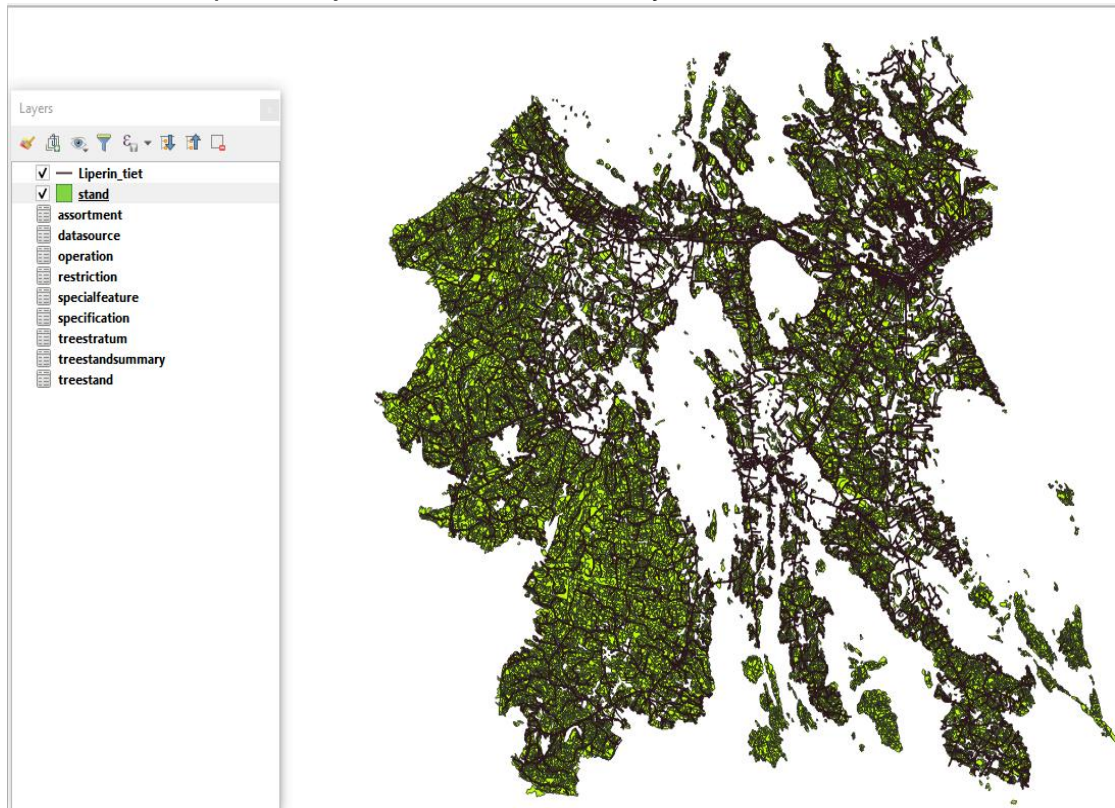 Layers
Liperin_tiet
stand
assortment
datasource
operation
restriction
specialfeature
specification
treestratum
treestandsummary
treestand